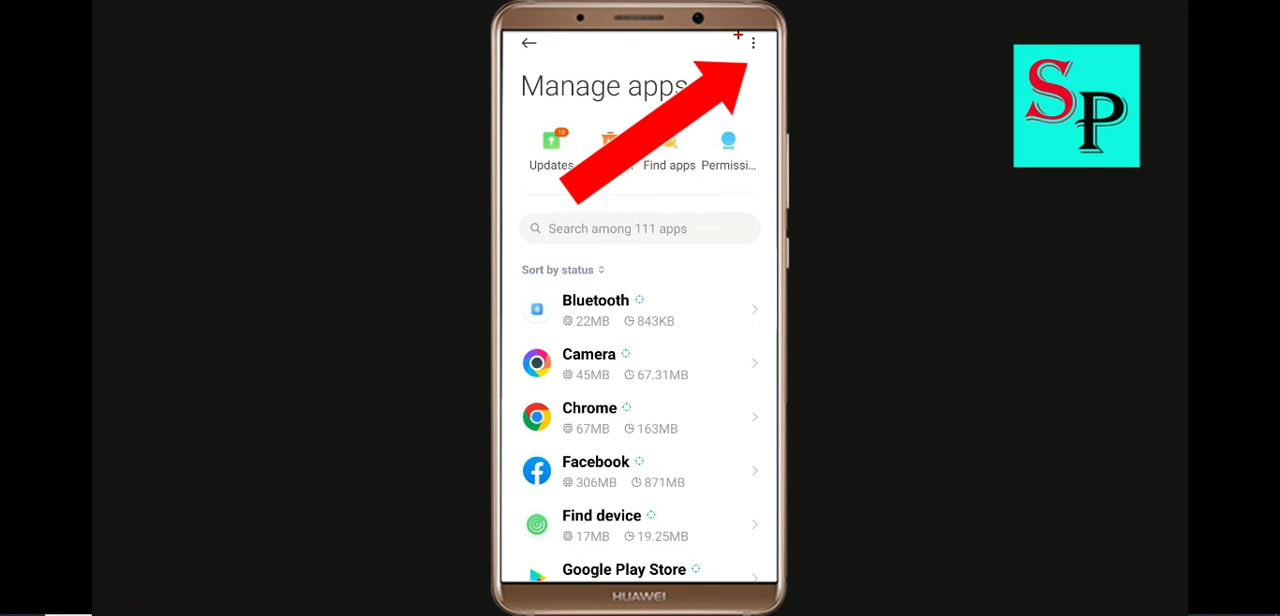 SP
Manage apps
18
Updates
Find apps
Permissi...
Search among 111 apps
Sort by status
Bluetooth
22MB 843KB
Camera
45MB 67.31MB
Chrome
67MB 163MB
Facebook
306MB 871MB
Find device
17MB 19.25MB
Google Play Store
HUAWEI